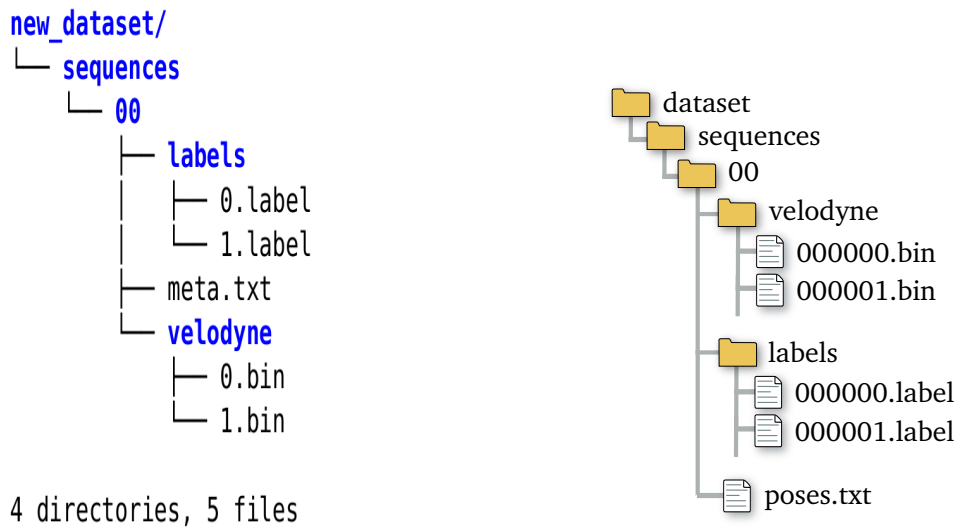 new_dataset/
└── sequences
    └── 00
        ├── labels
        │   ├── 0.label
        │   └── 1.label
        ├── meta.txt
        └── velodyne
            ├── 0.bin
            └── 1.bin
4 directories, 5 files
dataset
sequences
00
velodyne
000000.bin
000001.bin
labels
000000.label
000001.label
poses.txt